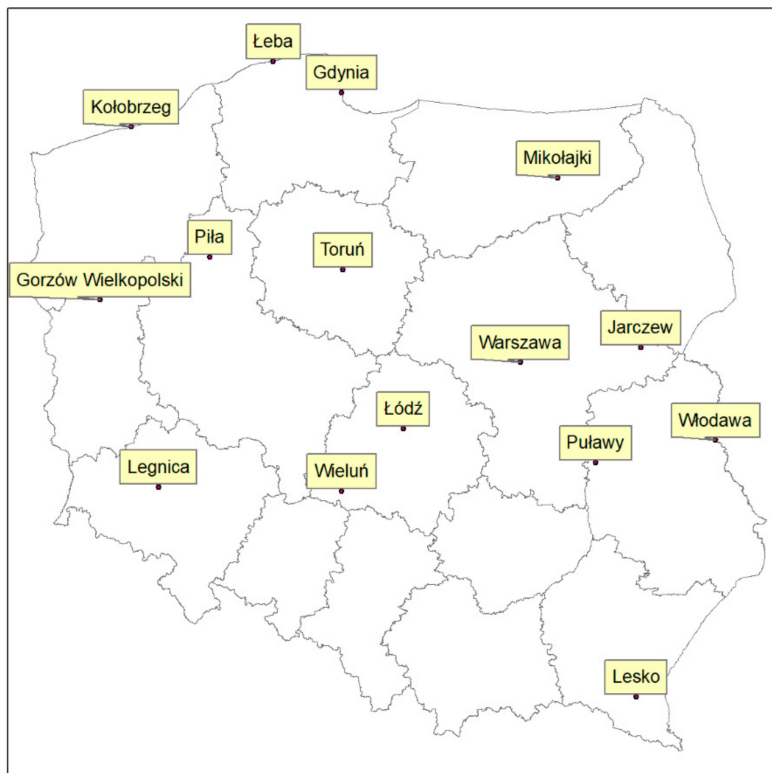 Łeba
Gdynia
Kołobrzeg
Mikołajki
Piła
Toruń
Gorzów Wielkopolski
Jarczew
Warszawa
Łódź
Włodawa
Puławy
Legnica
Wieluń
Lesko